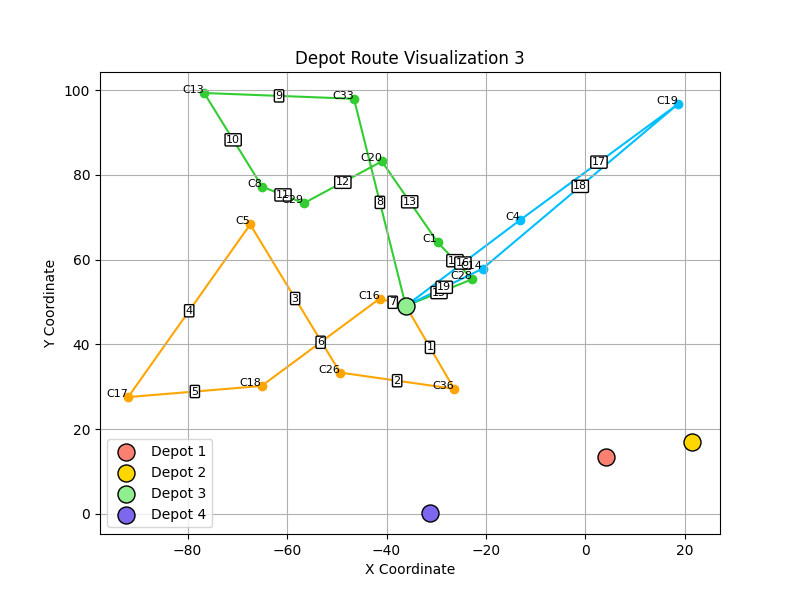 Depot Route Visualization 3
Y Coordinate
100
80
60
40
20
0
C13
9
C33
C19
10
C20
17
C8
11
C29
12
18
8
13
C5
C4
C1
3
4
16
C14
C28
19
C16
7
6
1
C26
2
C36
C17
5
C18
Depot 1
Depot 2
Depot 3
Depot 4
−80
−60
−40
−20
0
20
X Coordinate